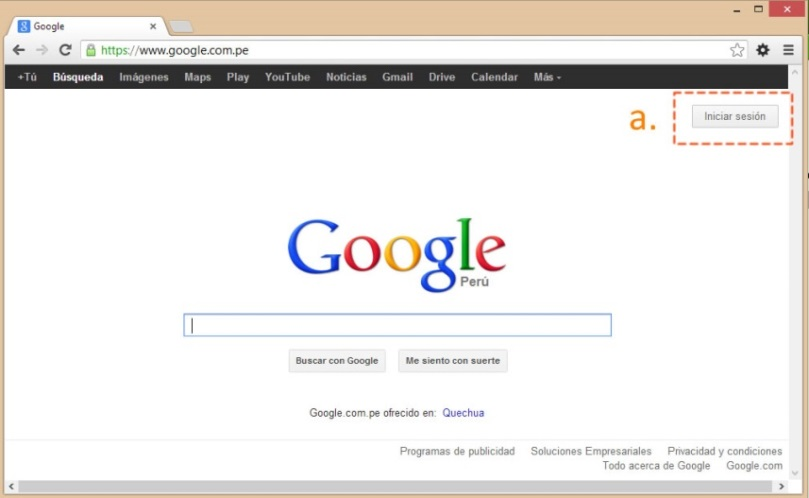 Google
https://www.google.com.pe
+Tú Búsqueda Imágenes Maps Play YouTube Noticias Gmail Drive Calendar Más
a. Iniciar sesión
Google
Perú
Buscar con Google Me siento con suerte
Google.com.pe ofrecido en: Quechua
Programas de publicidad Soluciones Empresariales Privacidad y condiciones
Todo acerca de Google Google.com